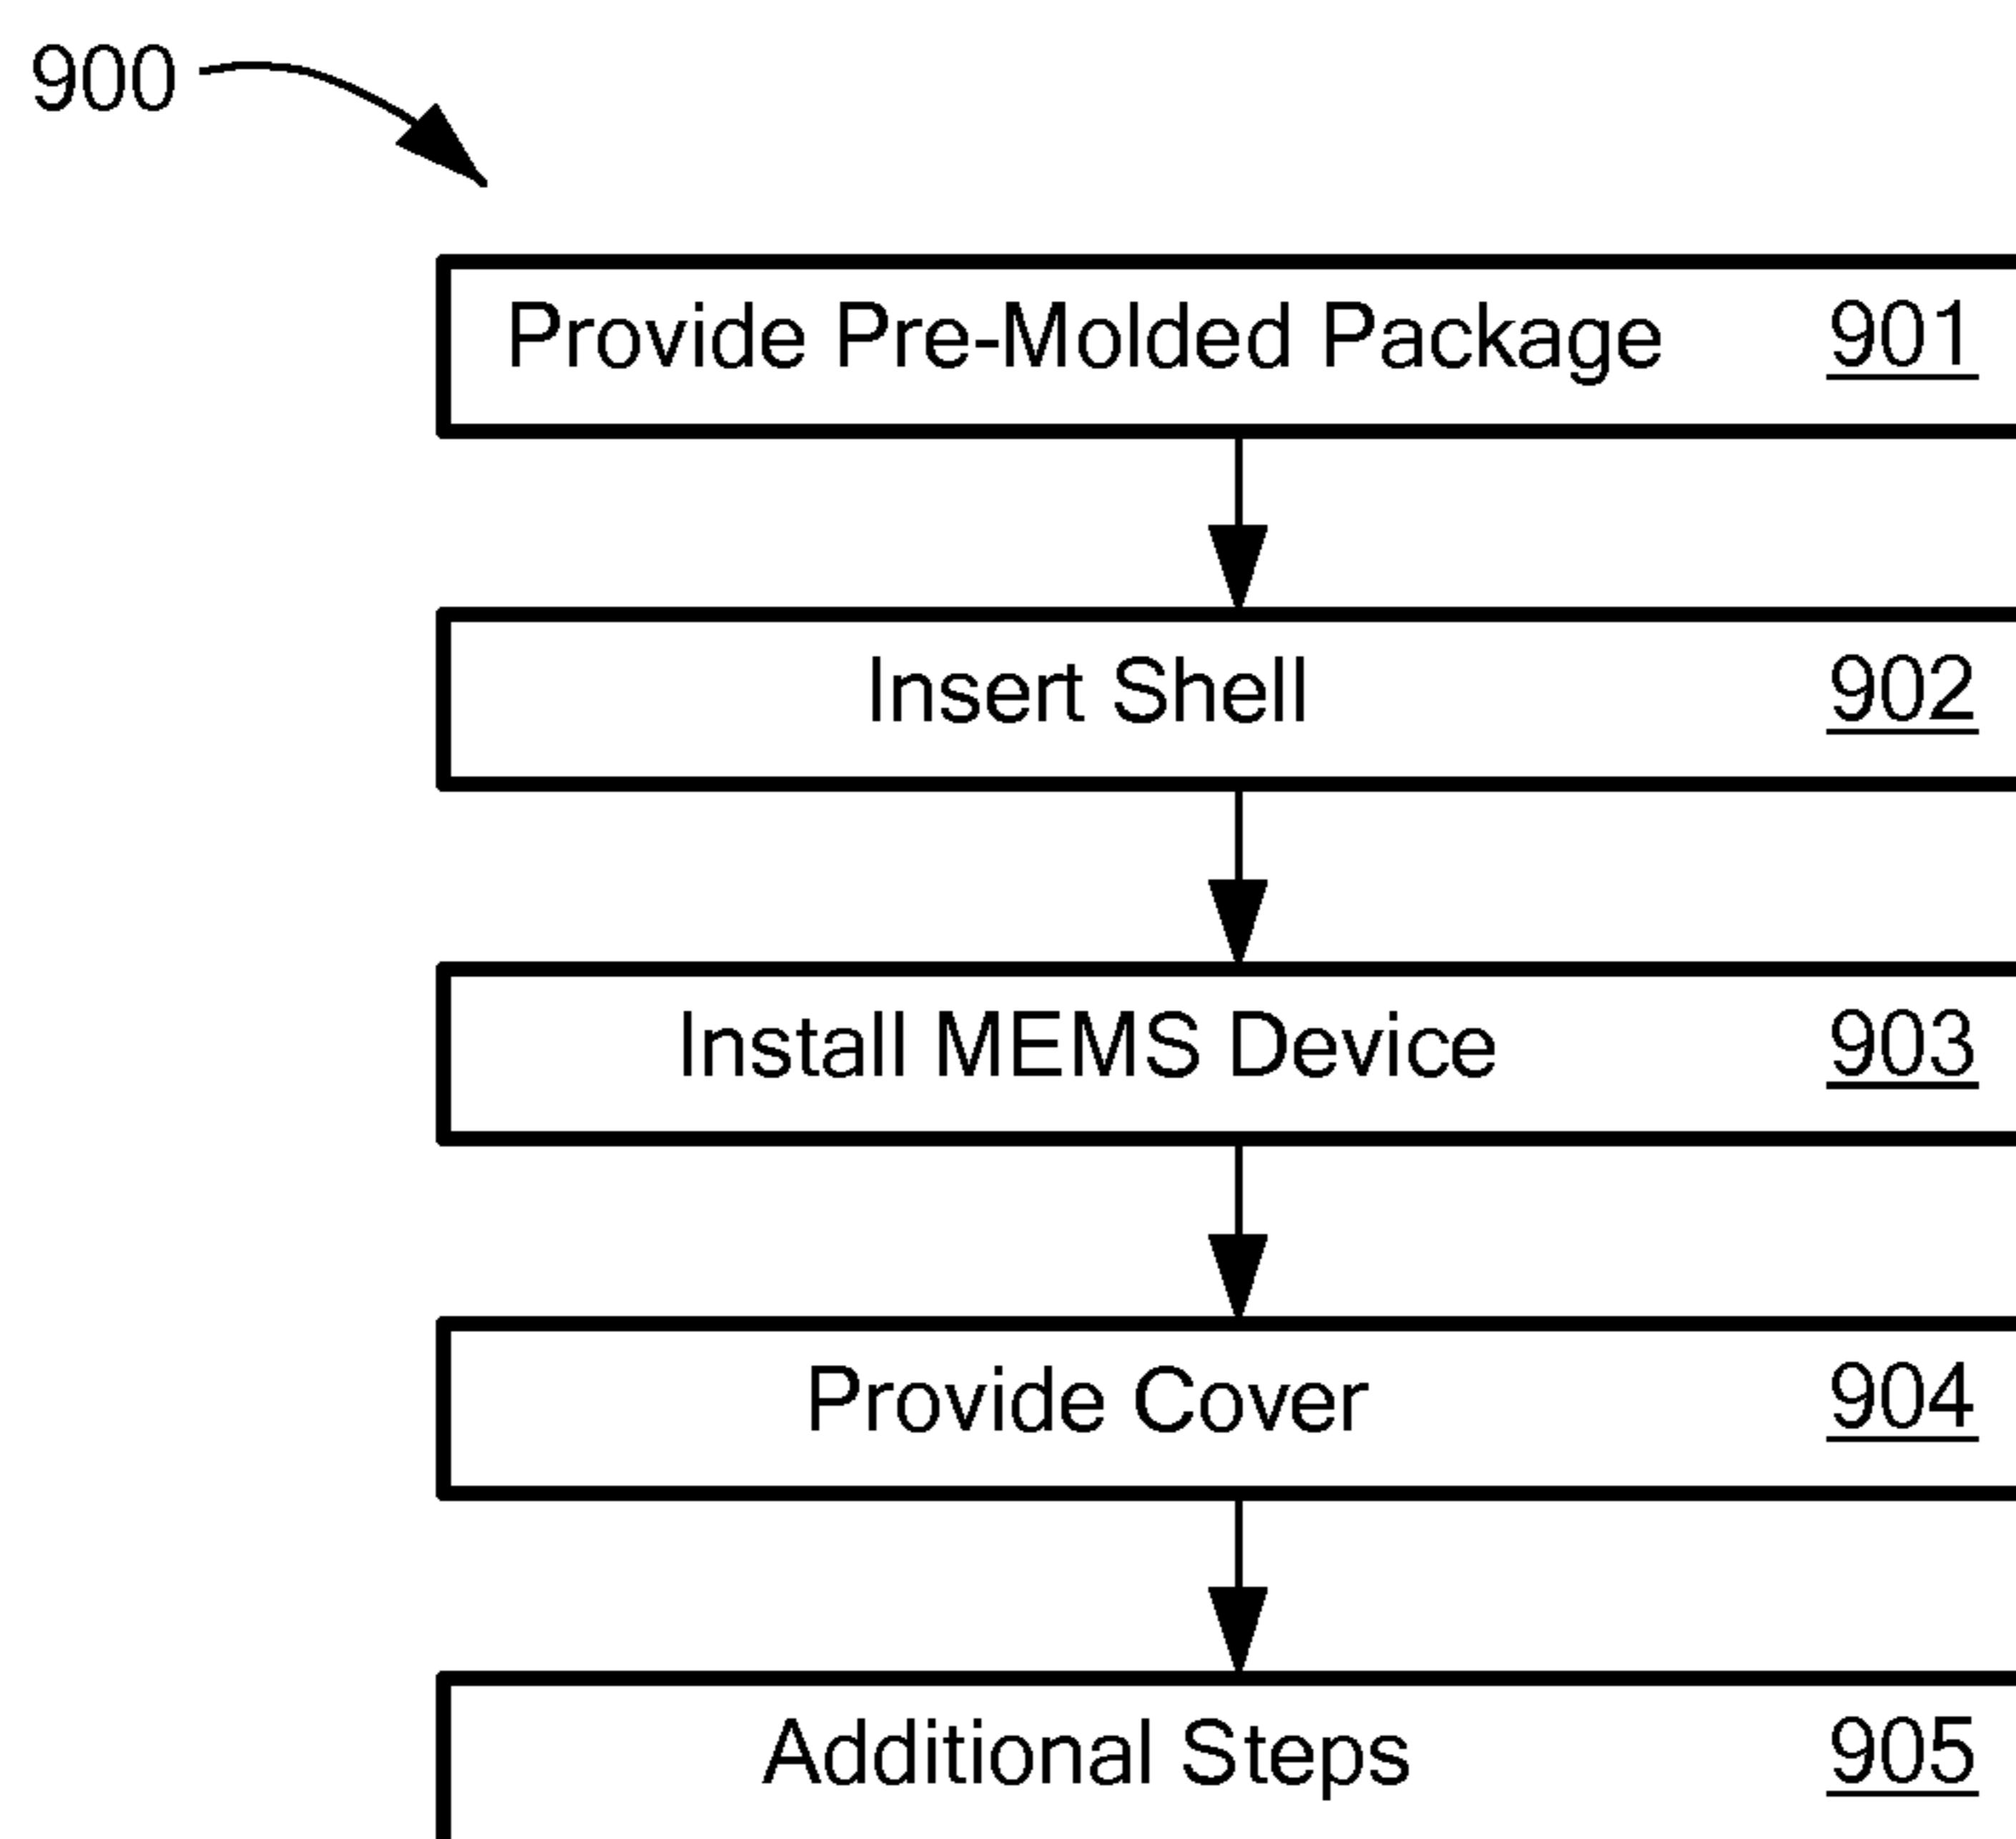 900
Provide Pre-Molded Package 901
Insert Shell 902
Install MEMS Device 903
Provide Cover 904
Additional Steps 905